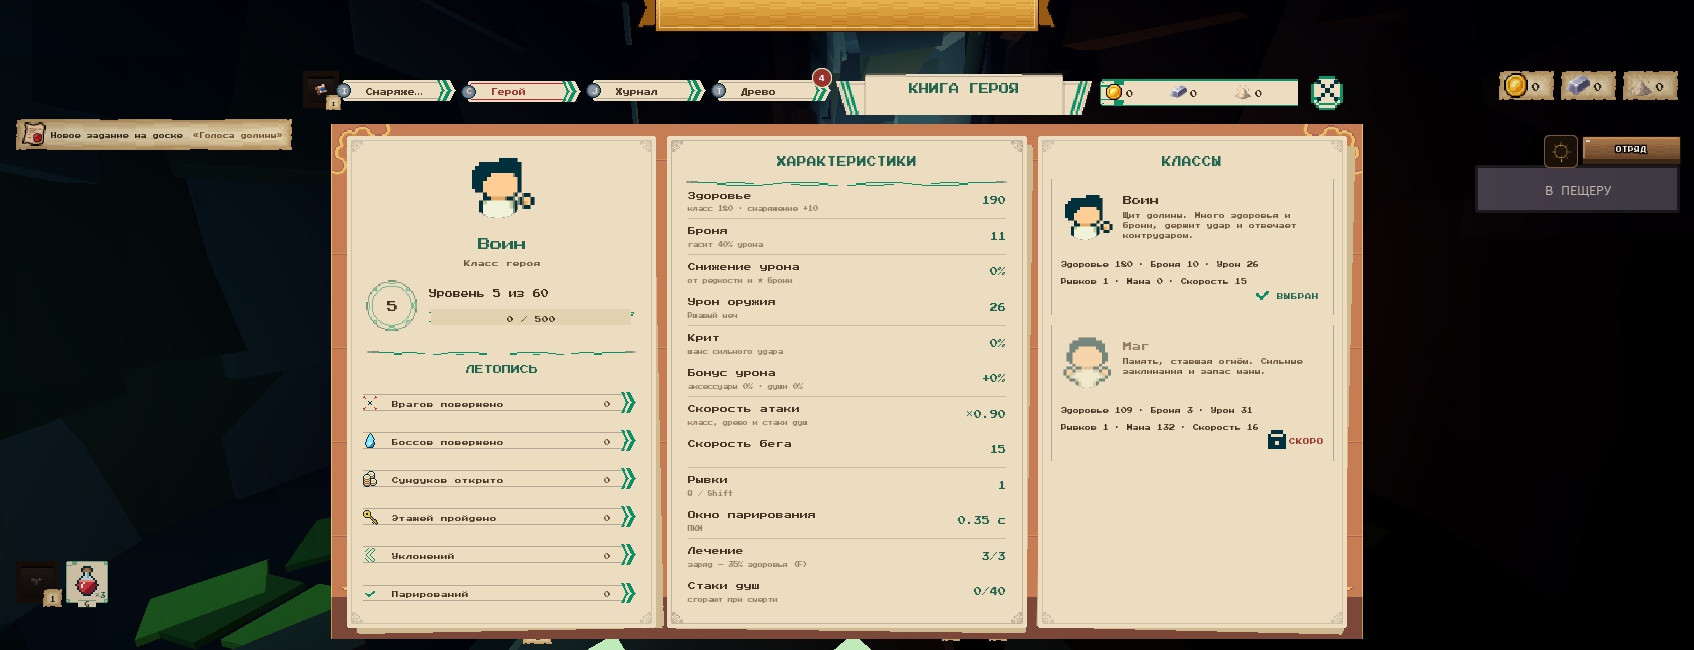 Снаряже...
Герой
Журнал
Древо
4
КНИГА ГЕРОЯ
0
0
0
0
0
0
1
Новое задание на доске «Голоса долины»
ОТРЯД
В ПЕЩЕРУ
Воин
Класс героя
5
Уровень 5 из 60
0 / 500
ЛЕТОПИСЬ
Врагов повержено 0
Боссов повержено 0
Сундуков открыто 0
Этажей пройдено 0
Уклонений 0
Парирований 0
ХАРАКТЕРИСТИКИ
Здоровье 190
класс 180 · снаряжение +10
Броня 11
гасит 40% урона
Снижение урона 0%
от редкости и ★ брони
Урон оружия 26
Ржавый меч
Крит 0%
шанс сильного удара
Бонус урона +0%
аксессуары 0% · души 0%
Скорость атаки ×0.90
класс, древо и стаки душ
Скорость бега 15
Рывки 1
Q / Shift
Окно парирования 0.35 с
ПКМ
Лечение 3/3
заряд — 35% здоровья (F)
Стаки душ 0/40
сгорают при смерти
КЛАССЫ
Воин
Щит долины. Много здоровья и
брони, держит удар и отвечает
контрударом.
Здоровье 180 · Броня 10 · Урон 26
Рывков 1 · Мана 0 · Скорость 15
ВЫБРАН
Маг
Память, ставшая огнём. Сильные
заклинания и запас маны.
Здоровье 109 · Броня 3 · Урон 31
Рывков 1 · Мана 132 · Скорость 16
СКОРО
1
×3